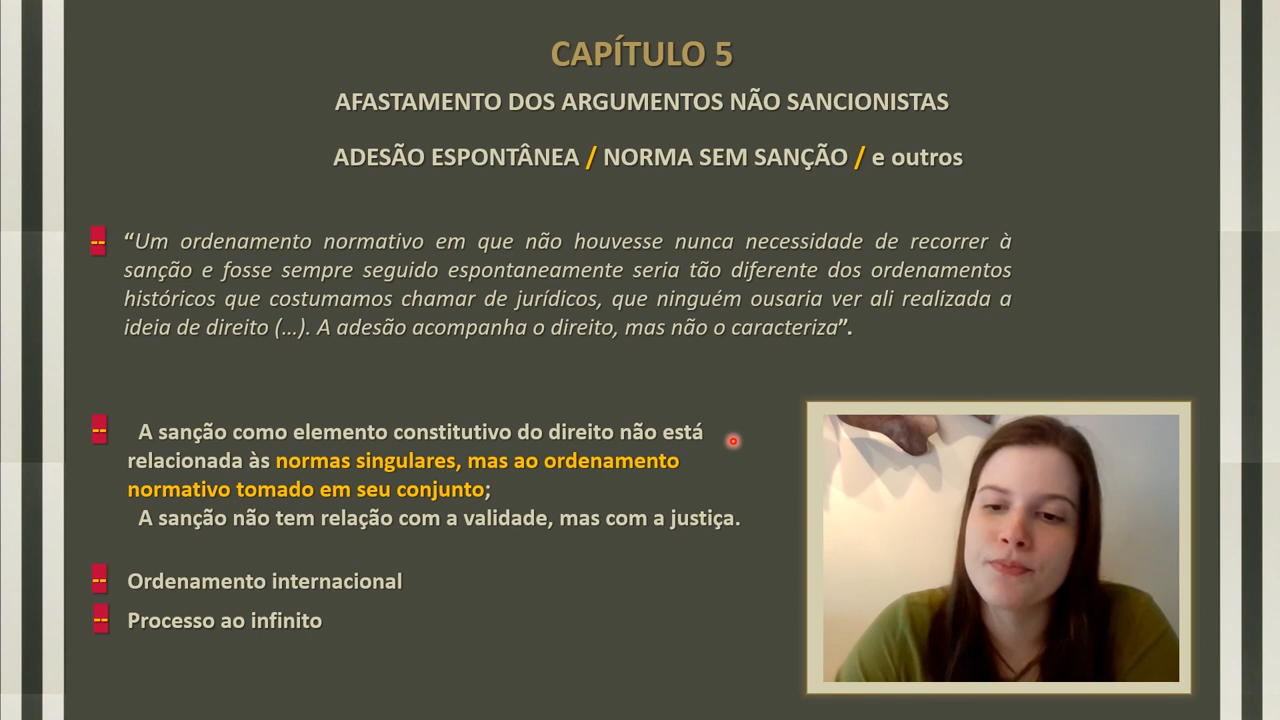 CAPÍTULO 5
AFASTAMENTO DOS ARGUMENTOS NÃO SANCIONISTAS
ADESÃO ESPONTÂNEA / NORMA SEM SANÇÃO / e outros
-- “Um ordenamento normativo em que não houvesse nunca necessidade de recorrer à
sanção e fosse sempre seguido espontaneamente seria tão diferente dos ordenamentos
históricos que costumamos chamar de jurídicos, que ninguém ousaria ver ali realizada a
ideia de direito (...). A adesão acompanha o direito, mas não o caracteriza”.
-- A sanção como elemento constitutivo do direito não está
relacionada às normas singulares, mas ao ordenamento
normativo tomado em seu conjunto;
A sanção não tem relação com a validade, mas com a justiça.
-- Ordenamento internacional
-- Processo ao infinito